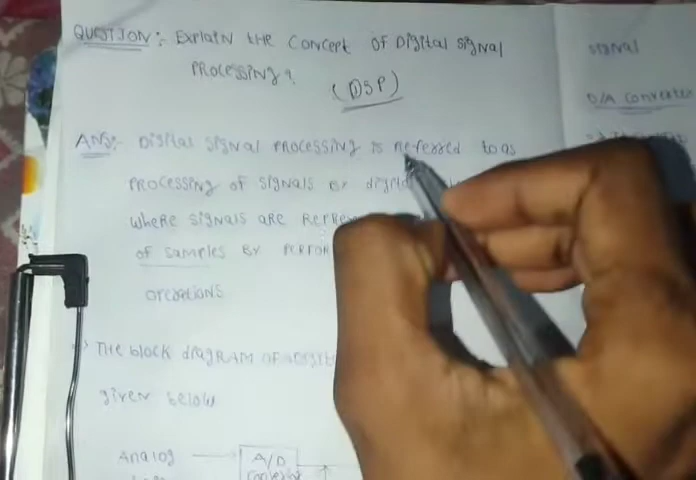 QUESTION:- Explain the Concept of Digital Signal
Processing?
(DSP)
Ans:- Digital signal processing is referred to as
processing of signals by
where signals are
of samples by
operations
The block diagram of
given below
Analog
A/D
converter
signal
D/A Converter